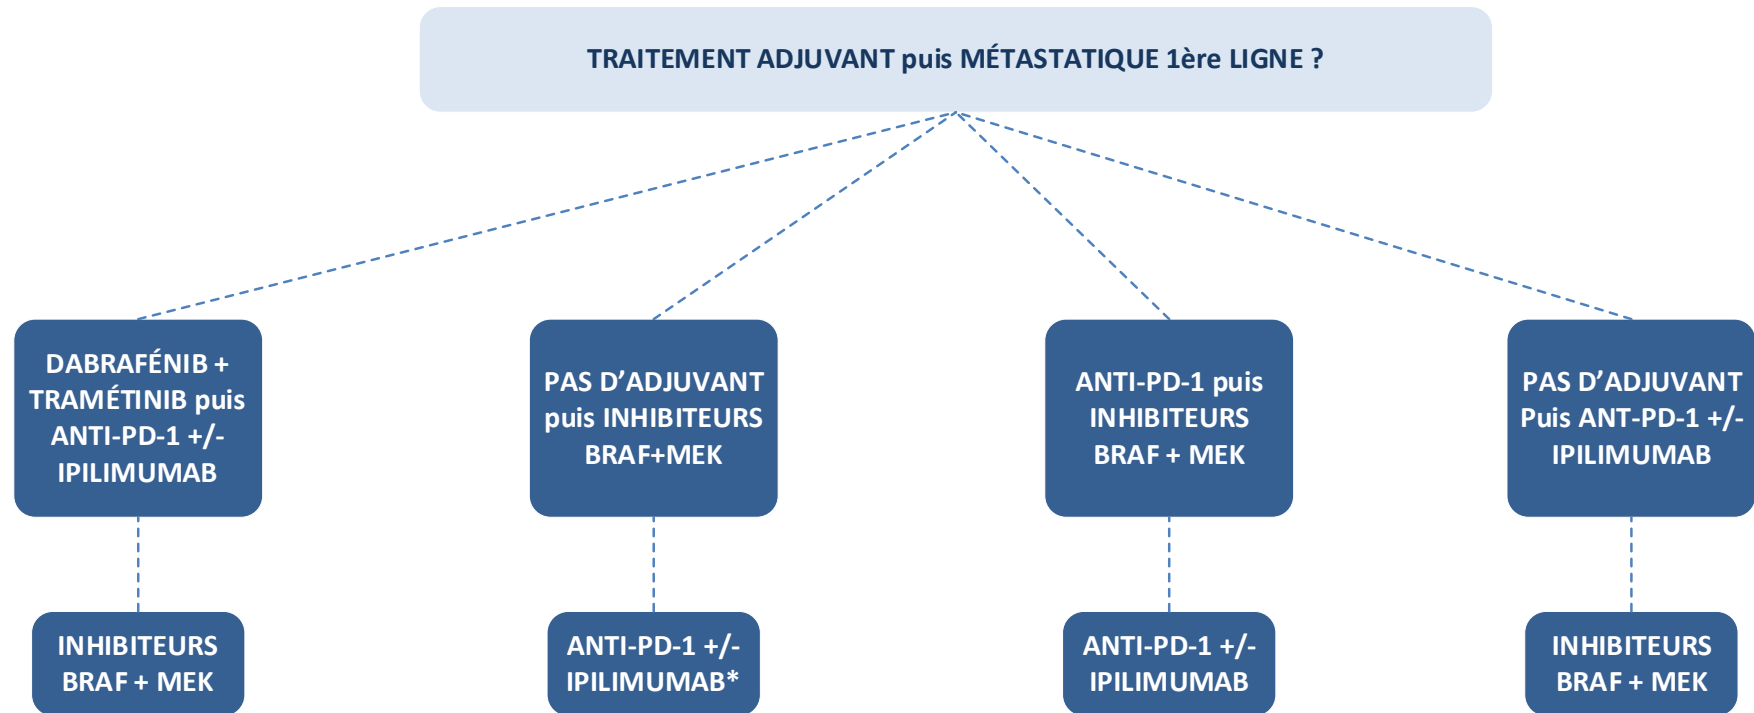 TRAITEMENT ADJUVANT puis MÉTASTATIQUE 1ère LIGNE ?
DABRAFÉNIB +
TRAMÉTINIB puis
ANTI-PD-1 +/-
IPILIMUMAB
PAS D’ADJUVANT
puis INHIBITEURS
BRAF+MEK
ANTI-PD-1 puis
INHIBITEURS
BRAF + MEK
PAS D’ADJUVANT
Puis ANT-PD-1 +/-
IPILIMUMAB
INHIBITEURS
BRAF + MEK
ANTI-PD-1 +/-
IPILIMUMAB*
ANTI-PD-1 +/-
IPILIMUMAB
INHIBITEURS
BRAF + MEK